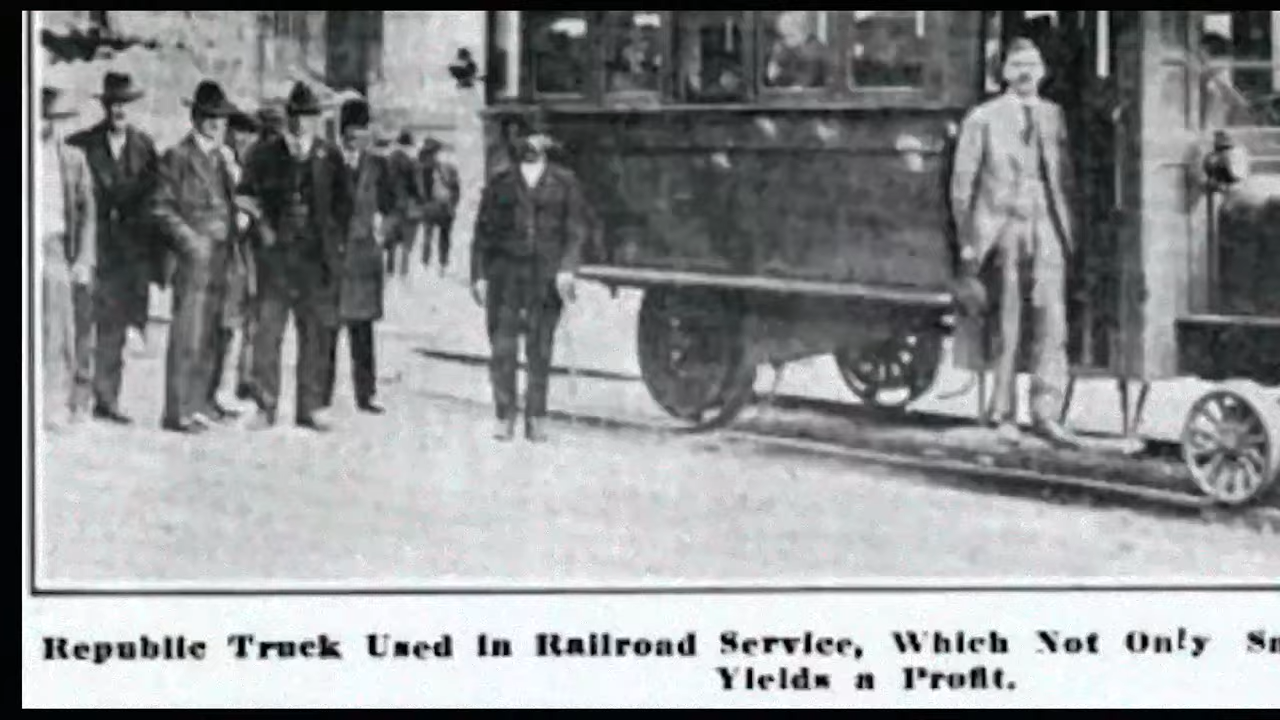 Republic Truck Used in Railroad Service, Which Not Only
Yields a Profit.